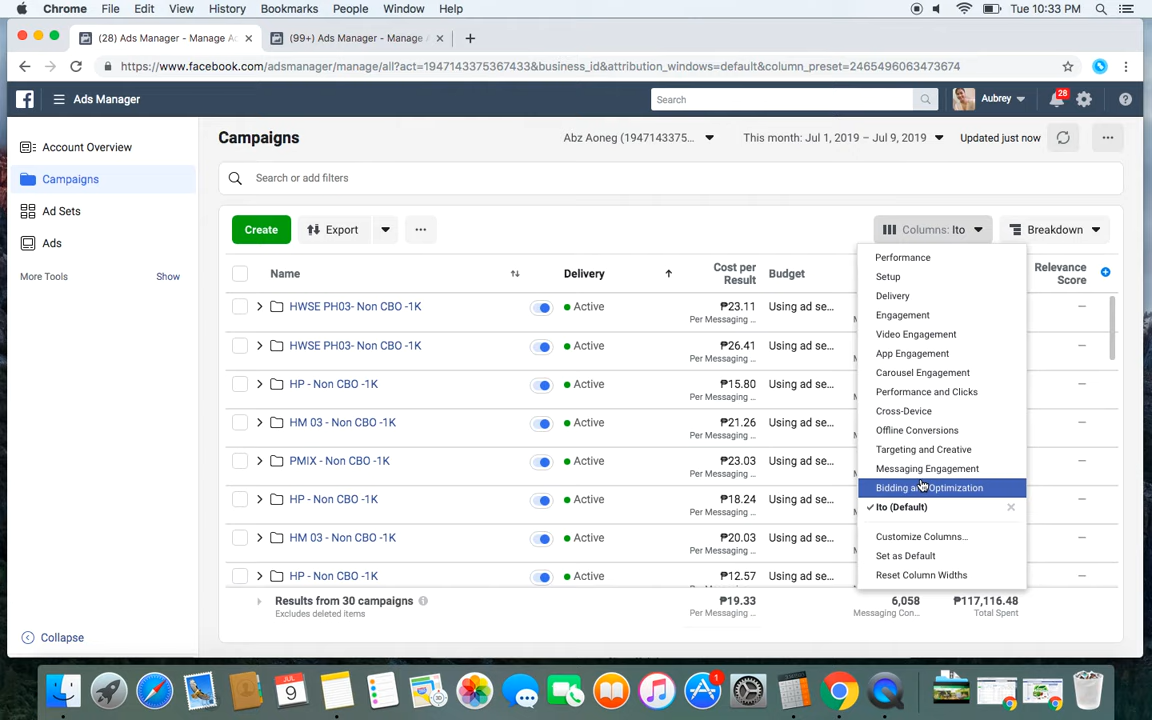 Chrome File Edit View History Bookmarks People Window Help Tue 10:33 PM
(28) Ads Manager - Manage A (99+) Ads Manager - Manage
https://www.facebook.com/adsmanager/manage/all?act=1947143375367433&business_id&attribution_windows=default&column_preset=2465496063473674
Ads Manager Search Aubrey 28
Account Overview
Campaigns
Ad Sets
Ads
More Tools Show
Collapse
Campaigns Abz Aoneg (1947143375... This month: Jul 1, 2019 – Jul 9, 2019 Updated just now
Search or add filters
Create Export Columns: Ito Breakdown
Name Delivery Cost per Result Budget Relevance Score
HWSE PH03- Non CBO -1K Active ₱23.11 Using ad se... —
Per Messaging ...
HWSE PH03- Non CBO -1K Active ₱26.41 Using ad se... —
Per Messaging ...
HP - Non CBO -1K Active ₱15.80 Using ad se... —
Per Messaging ...
HM 03 - Non CBO -1K Active ₱21.26 Using ad se... —
Per Messaging ...
PMIX - Non CBO -1K Active ₱23.03 Using ad se... —
Per Messaging ...
HP - Non CBO -1K Active ₱18.24 Using ad se... —
Per Messaging ...
HM 03 - Non CBO -1K Active ₱20.03 Using ad se... —
Per Messaging ...
HP - Non CBO -1K Active ₱12.57 Using ad se... —
Results from 30 campaigns ₱19.33 6,058 ₱117,116.48
Excludes deleted items Per Messaging ... Messaging Con... Total Spent
Performance
Setup
Delivery
Engagement
Video Engagement
App Engagement
Carousel Engagement
Performance and Clicks
Cross-Device
Offline Conversions
Targeting and Creative
Messaging Engagement
Bidding and Optimization
Ito (Default)
Customize Columns...
Set as Default
Reset Column Widths
JUL
9
1